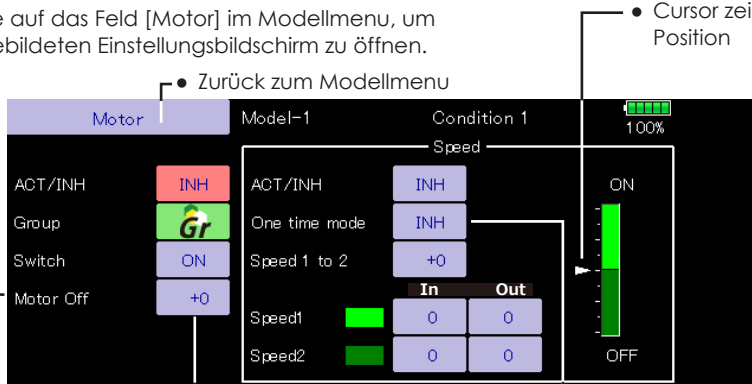 e auf das Feld [Motor] im Modellmenu, um
ebildeten Einstellungsbildschirm zu öffnen.
● Cursor zei
Position
● Zurück zum Modellmenu
Motor Model-1 Condition 1 100%
Speed
ACT/INH INH ACT/INH INH ON
Group Gr One time mode INH
Switch ON Speed 1 to 2 +0
Motor Off +0 In Out
Speed1 0 0
Speed2 0 0 OFF